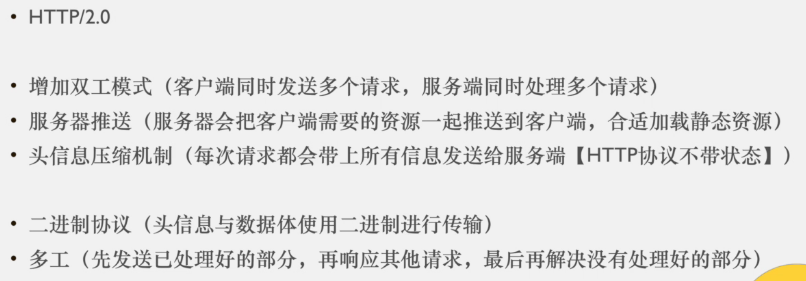 • HTTP/2.0
• 增加双工模式（客户端同时发送多个请求，服务端同时处理多个请求）
• 服务器推送（服务器会把客户端需要的资源一起推送到客户端，合适加载静态资源）
• 头信息压缩机制（每次请求都会带上所有信息发送给服务端【HTTP协议不带状态】）
• 二进制协议（头信息与数据体使用二进制进行传输）
• 多工（先发送已处理好的部分，再响应其他请求，最后再解决没有处理好的部分）